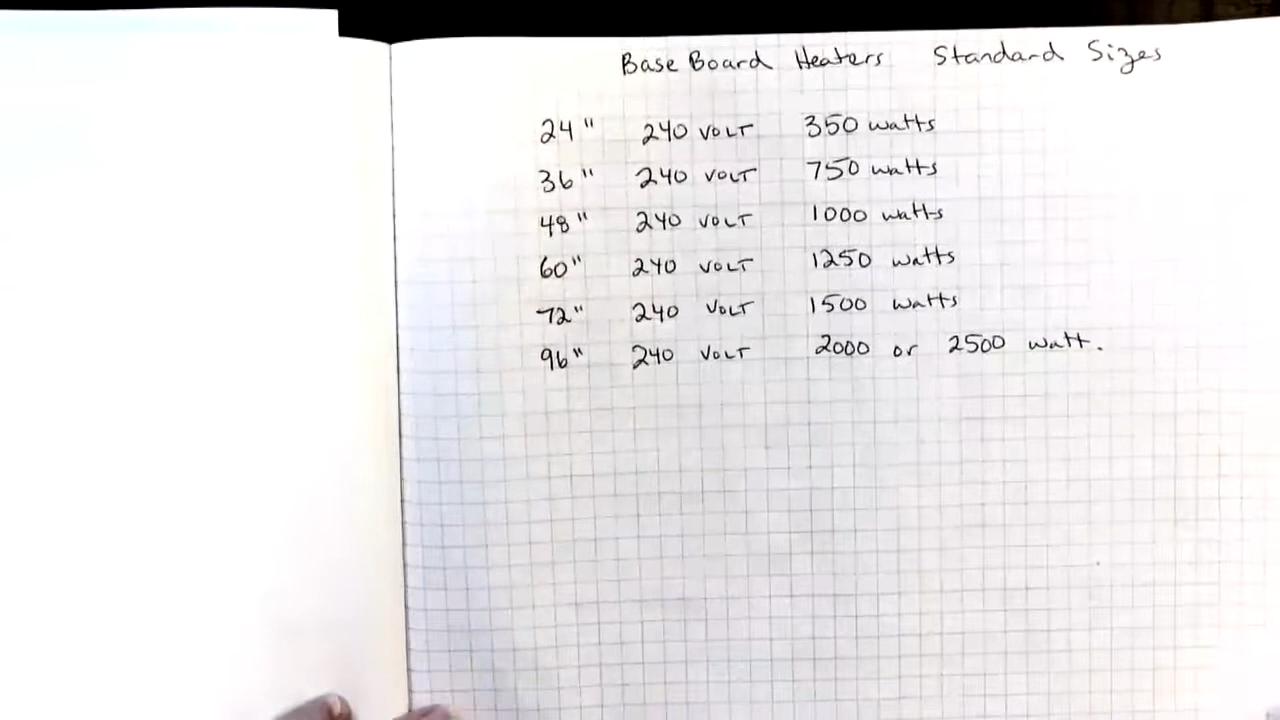 Base Board Heaters Standard Sizes
24" 240 VOLT 350 watts
36" 240 VOLT 750 watts
48" 240 VOLT 1000 watts
60" 240 VOLT 1250 watts
72" 240 VOLT 1500 watts
96" 240 VOLT 2000 or 2500 watt.